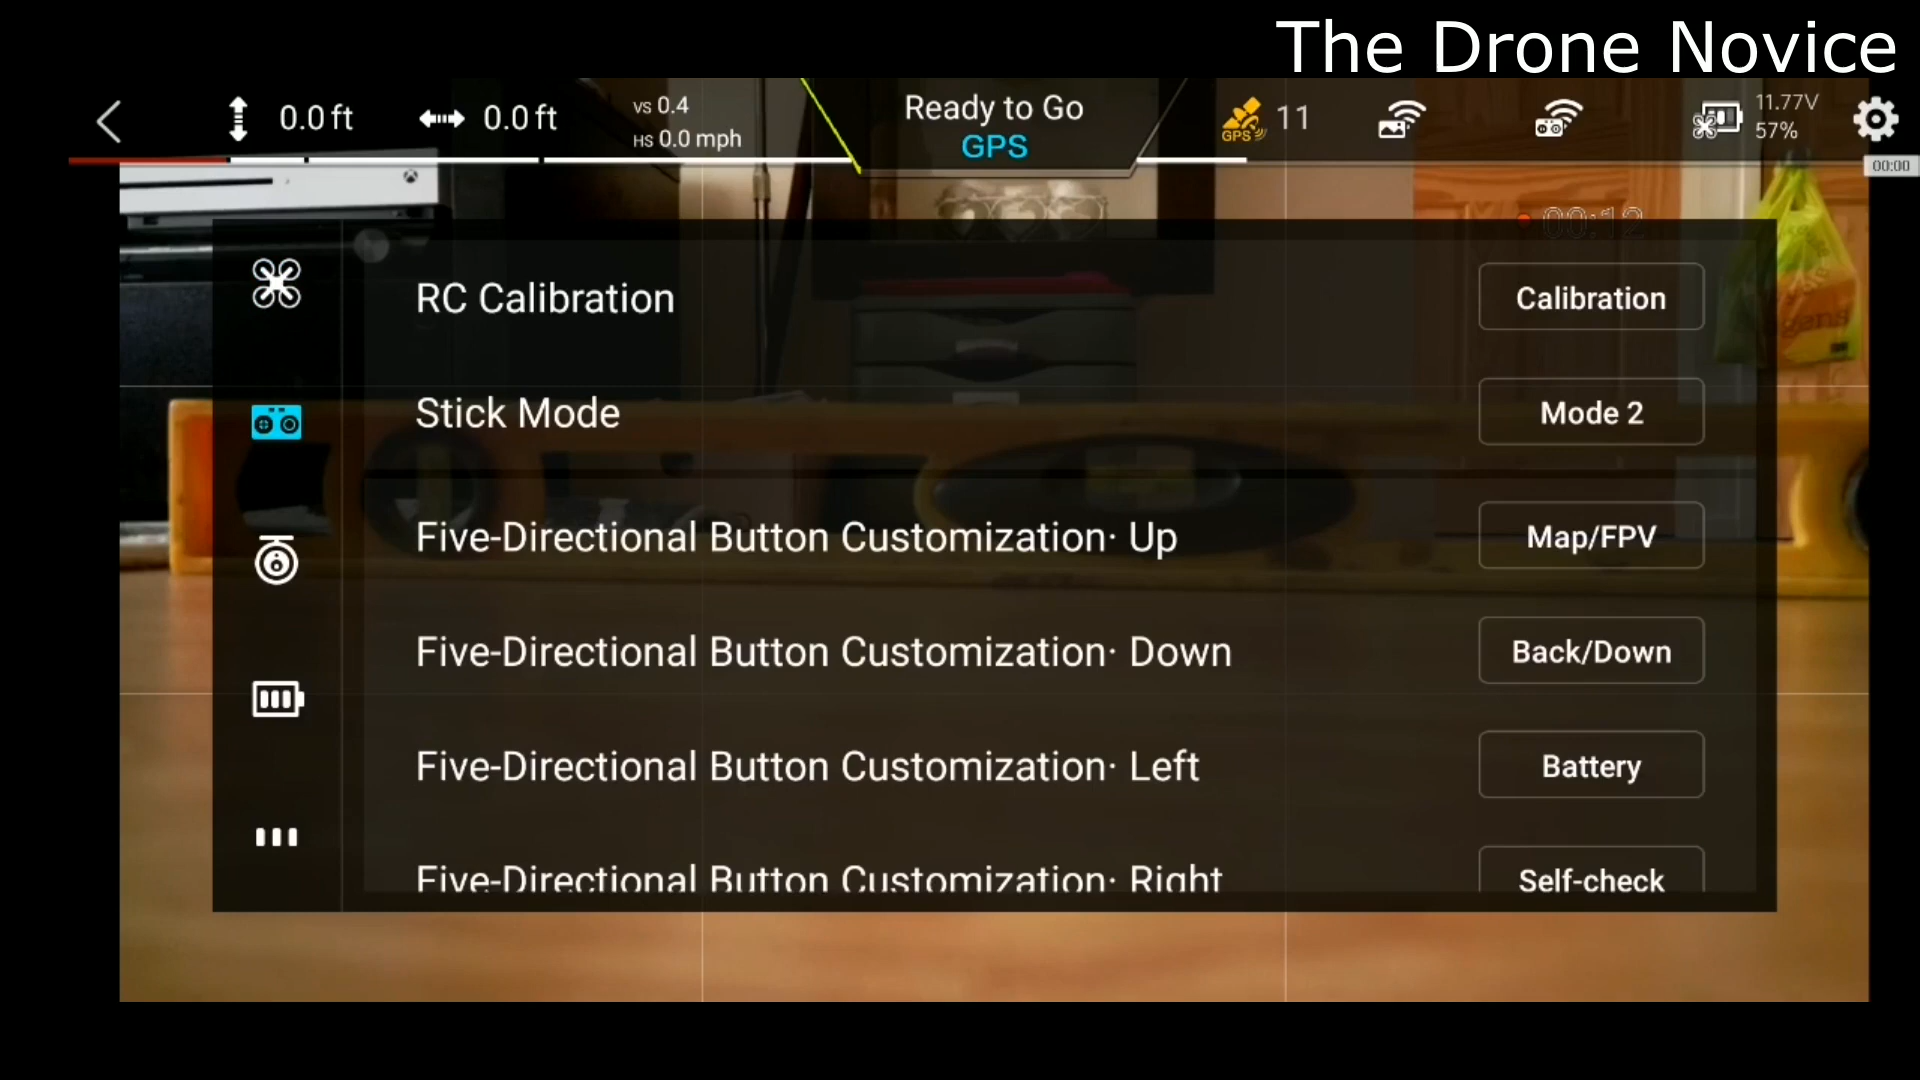 The Drone Novice
0.0 ft
0.0 ft
VS 0.4
HS 0.0 mph
Ready to Go
GPS
GPS
11
11.77V
57%
00:00
00:12
RC Calibration
Calibration
Stick Mode
Mode 2
Five-Directional Button Customization· Up
Map/FPV
Five-Directional Button Customization· Down
Back/Down
Five-Directional Button Customization· Left
Battery
Five-Directional Button Customization· Right
Self-check